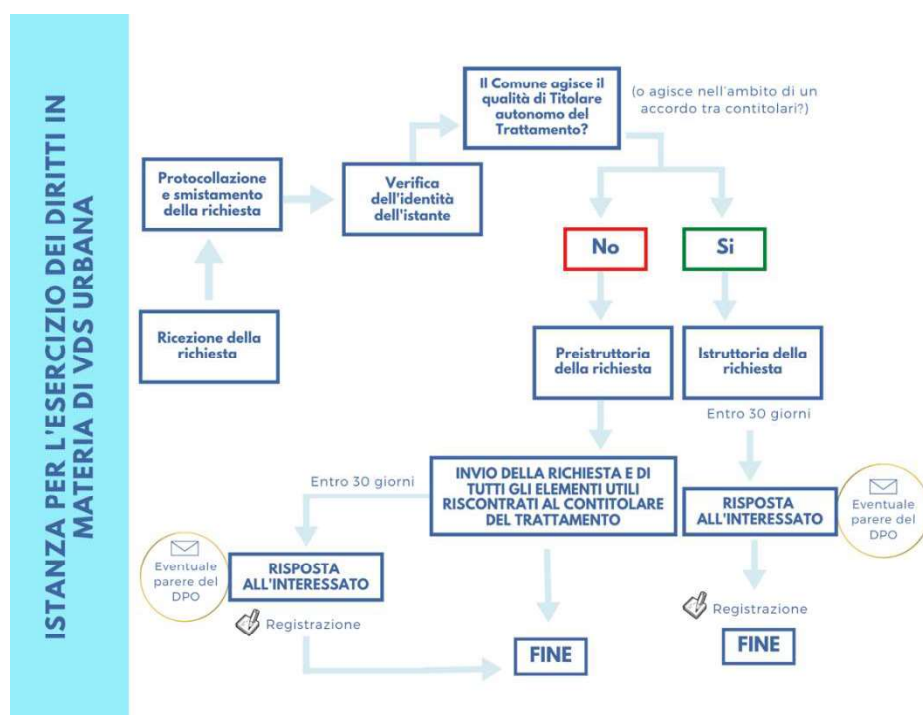 ISTANZA PER L'ESERCIZIO DEI DIRITTI IN
MATERIA DI VDS URBANA
Il Comune agisce il
qualità di Titolare
autonomo del
Trattamento?
(o agisce nell'ambito di un
accordo tra contitolari?)
Protocollazione
e smistamento
della richiesta
Verifica
dell'identità
dell'istante
No
Si
Ricezione della
richiesta
Preistruttoria
della richiesta
Istruttoria della
richiesta
Entro 30 giorni
Entro 30 giorni
INVIO DELLA RICHIESTA E DI
TUTTI GLI ELEMENTI UTILI
RISCONTRATI AL CONTITOLARE
DEL TRATTAMENTO
RISPOSTA
ALL'INTERESSATO
Eventuale
parere del
DPO
Eventuale
parere del
DPO
RISPOSTA
ALL'INTERESSATO
Registrazione
Registrazione
FINE
FINE